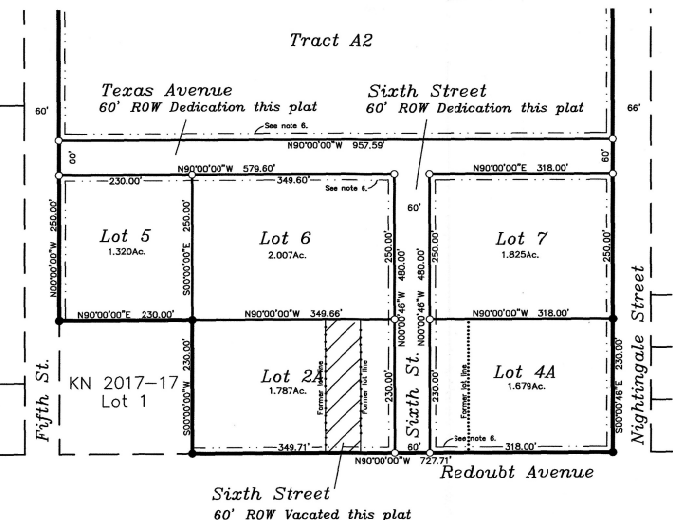 Tract A2
Texas Avenue
60' ROW Dedication this plat
Sixth Street
60' ROW Dedication this plat
60'
66'
See note 6.
N90°00'00"W 957.59'
60'
N90°00'00"W 579.60'
N90°00'00"E 318.00'
60'
230.00'
349.60'
See note 6.
60'
N00°00'00"W 250.00'
Lot 5
1.320Ac.
S00°00'00"E 250.00'
Lot 6
2.007Ac.
250.00'
N00°00'46"W 480.00'
N00°00'46"W 480.00'
250.00'
Lot 7
1.825Ac.
250.00'
N90°00'00"E 230.00'
N90°00'00"W 349.66'
N90°00'00"W 318.00'
Fifth St.
KN 2017-17
Lot 1
S00°00'00"W 230.00'
Lot 2A
1.787Ac.
Former lot line
Former lot line
230.00'
Sixth St.
230.00'
Former lot line
Lot 4A
1.679Ac.
S00°00'46"E 230.00'
Nightingale Street
349.71'
60'
See note 6.
318.00'
N90°00'00"W 727.71'
Redoubt Avenue
Sixth Street
60' ROW Vacated this plat